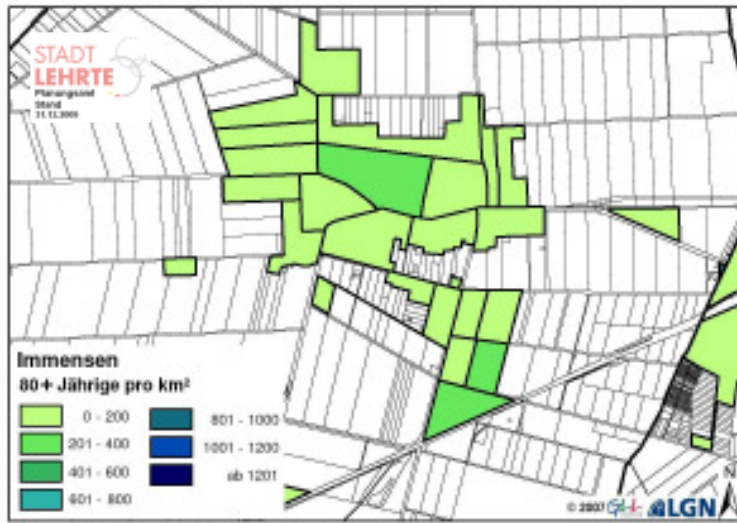 STADT
LEHRTE
Planungsamt
Stand
Immensen
80+ Jährige pro km²
0 - 200
201 - 400
401 - 600
601 - 800
801 - 1000
1001 - 1200
ab 1201
N
© 2007 LGN